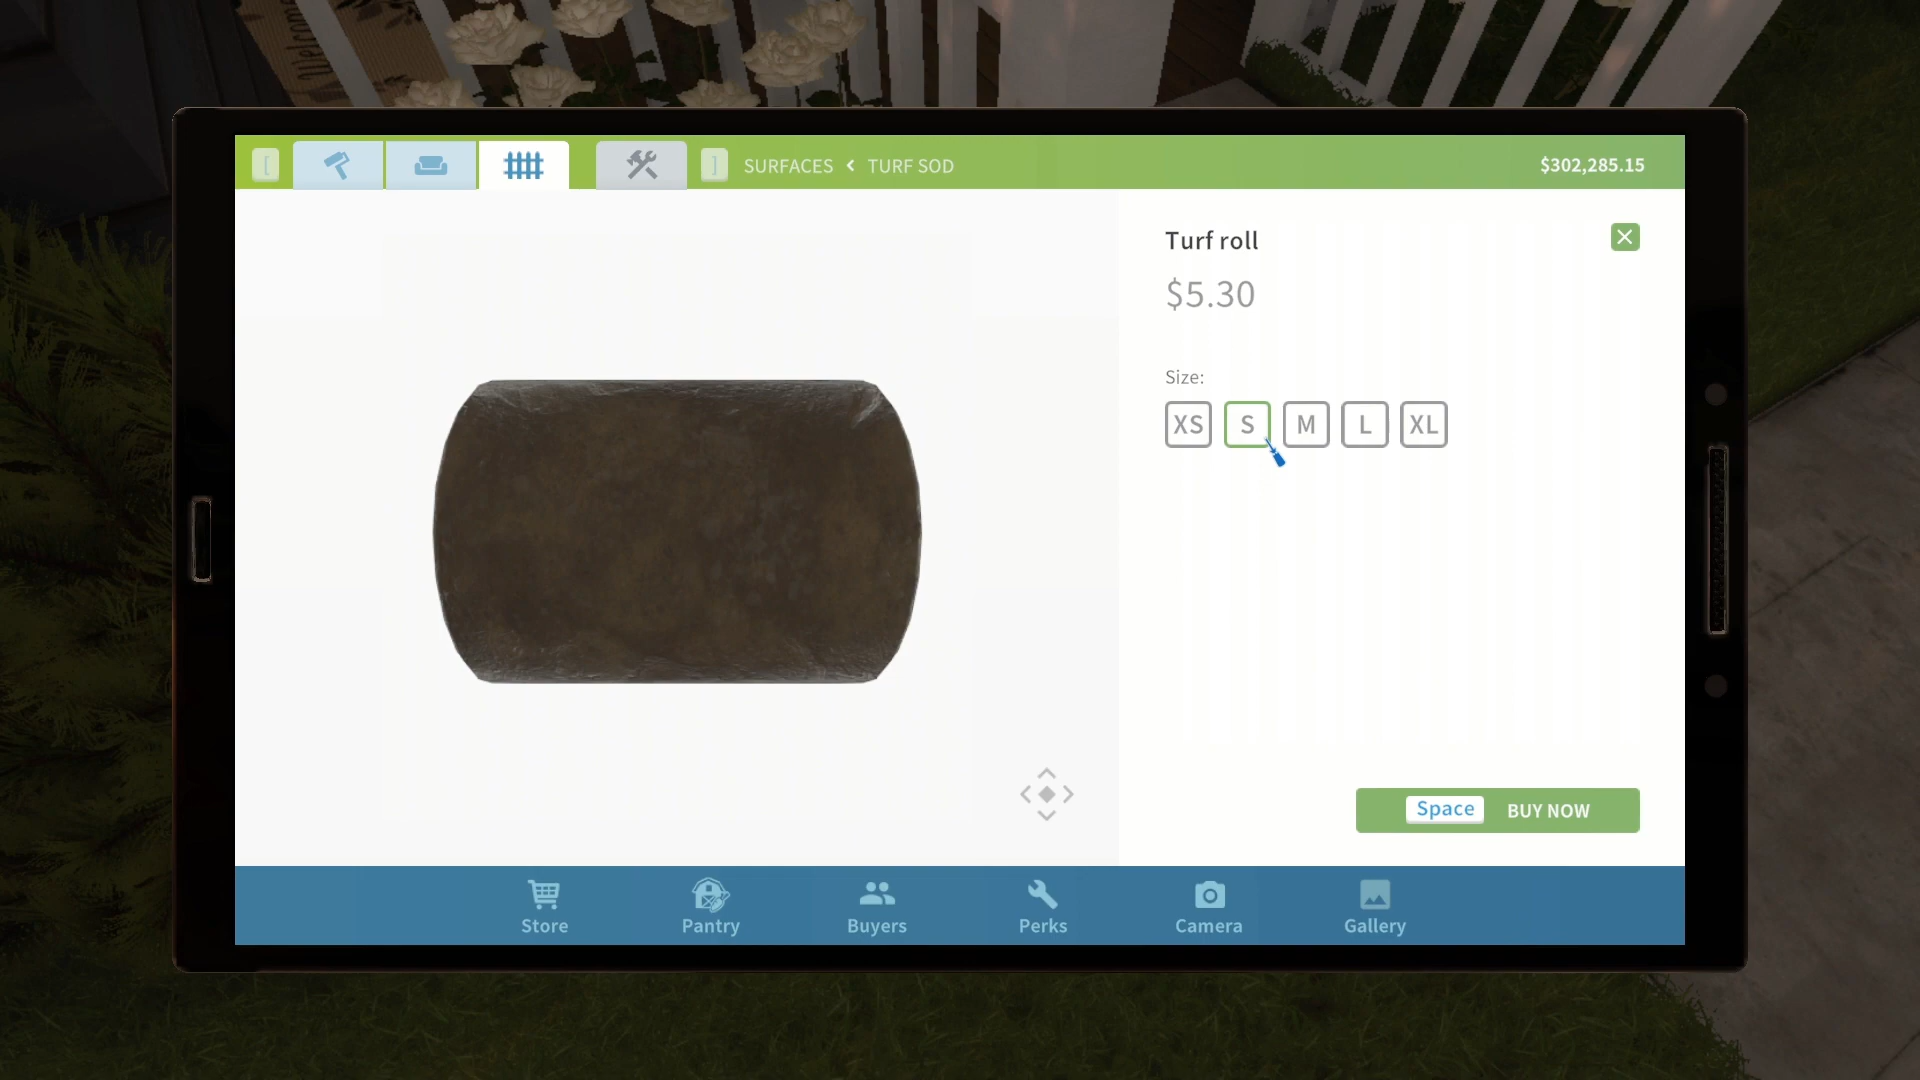 Welcome
[
]
SURFACES < TURF SOD
$302,285.15
Turf roll
$5.30
Size:
XS S M L XL
Space BUY NOW
Store Pantry Buyers Perks Camera Gallery